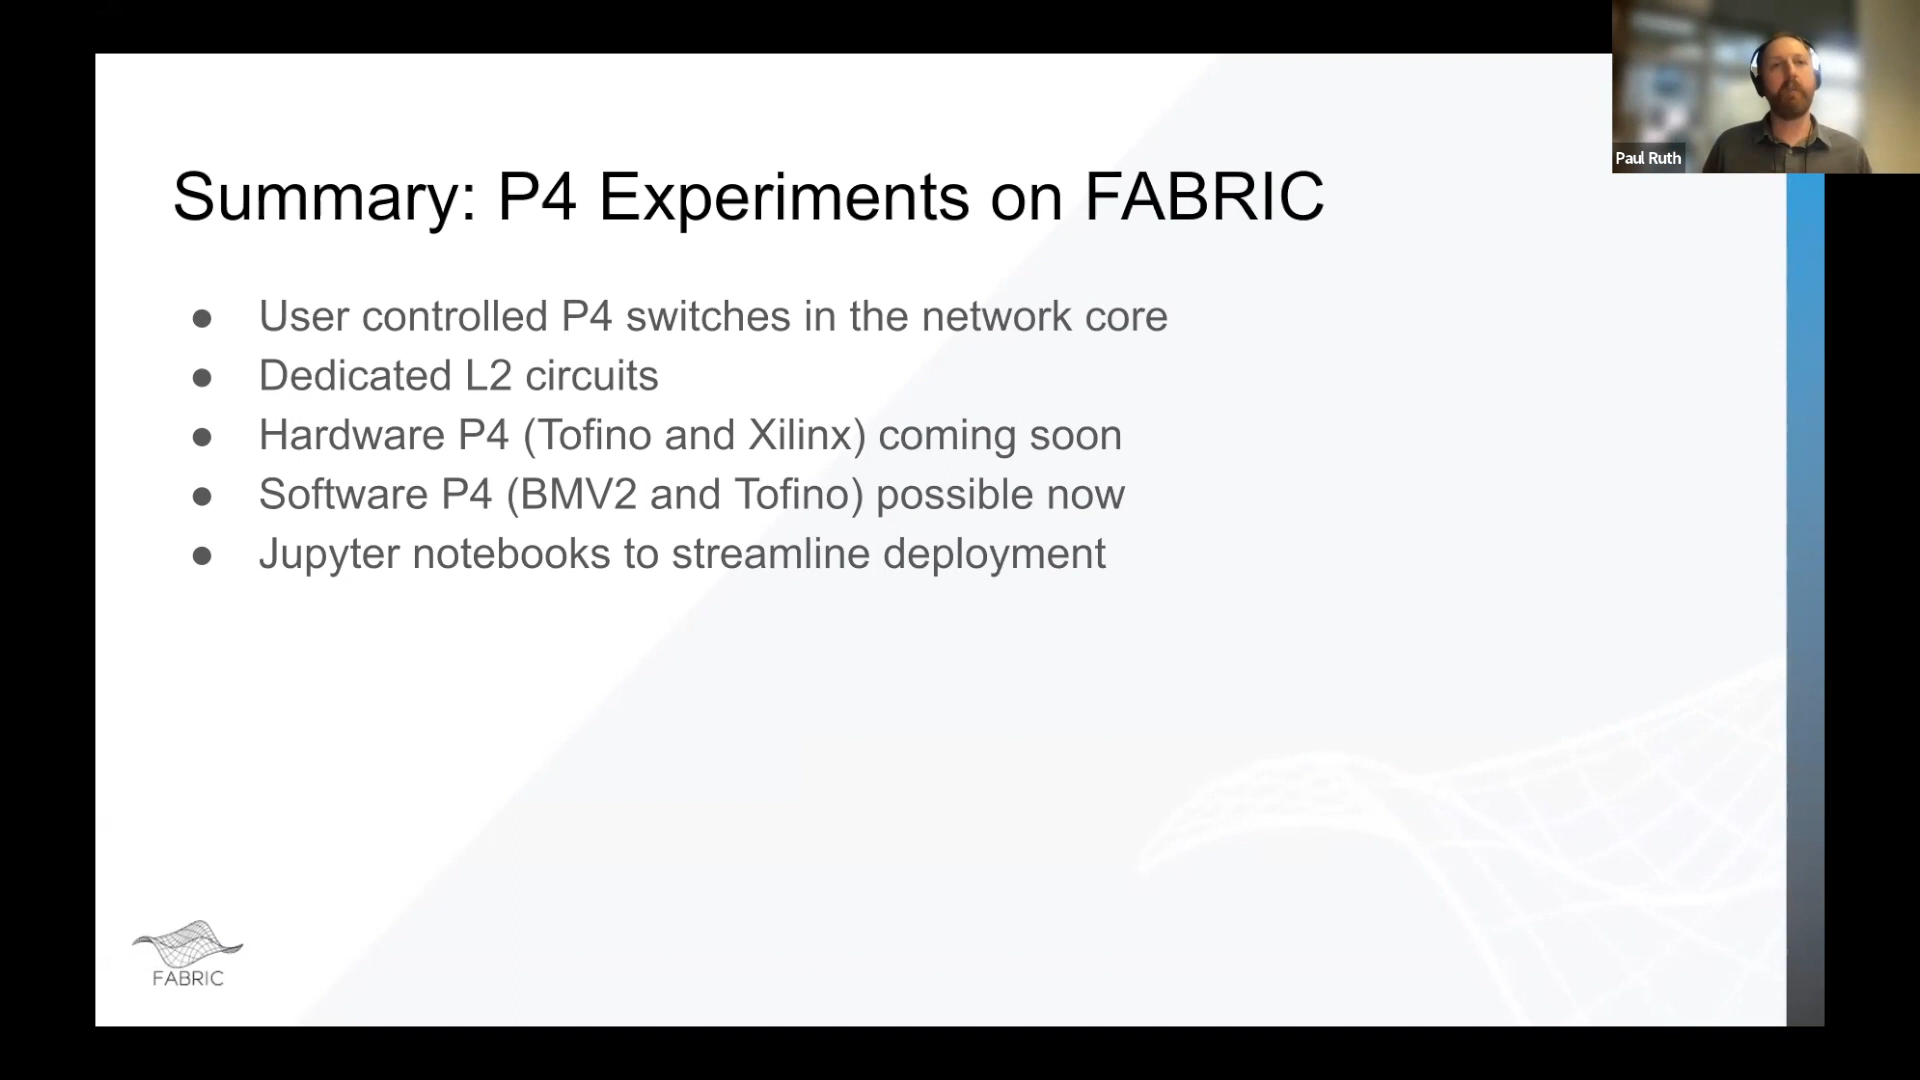 Paul Ruth
Summary: P4 Experiments on FABRIC
● User controlled P4 switches in the network core
● Dedicated L2 circuits
● Hardware P4 (Tofino and Xilinx) coming soon
● Software P4 (BMV2 and Tofino) possible now
● Jupyter notebooks to streamline deployment
FABRIC